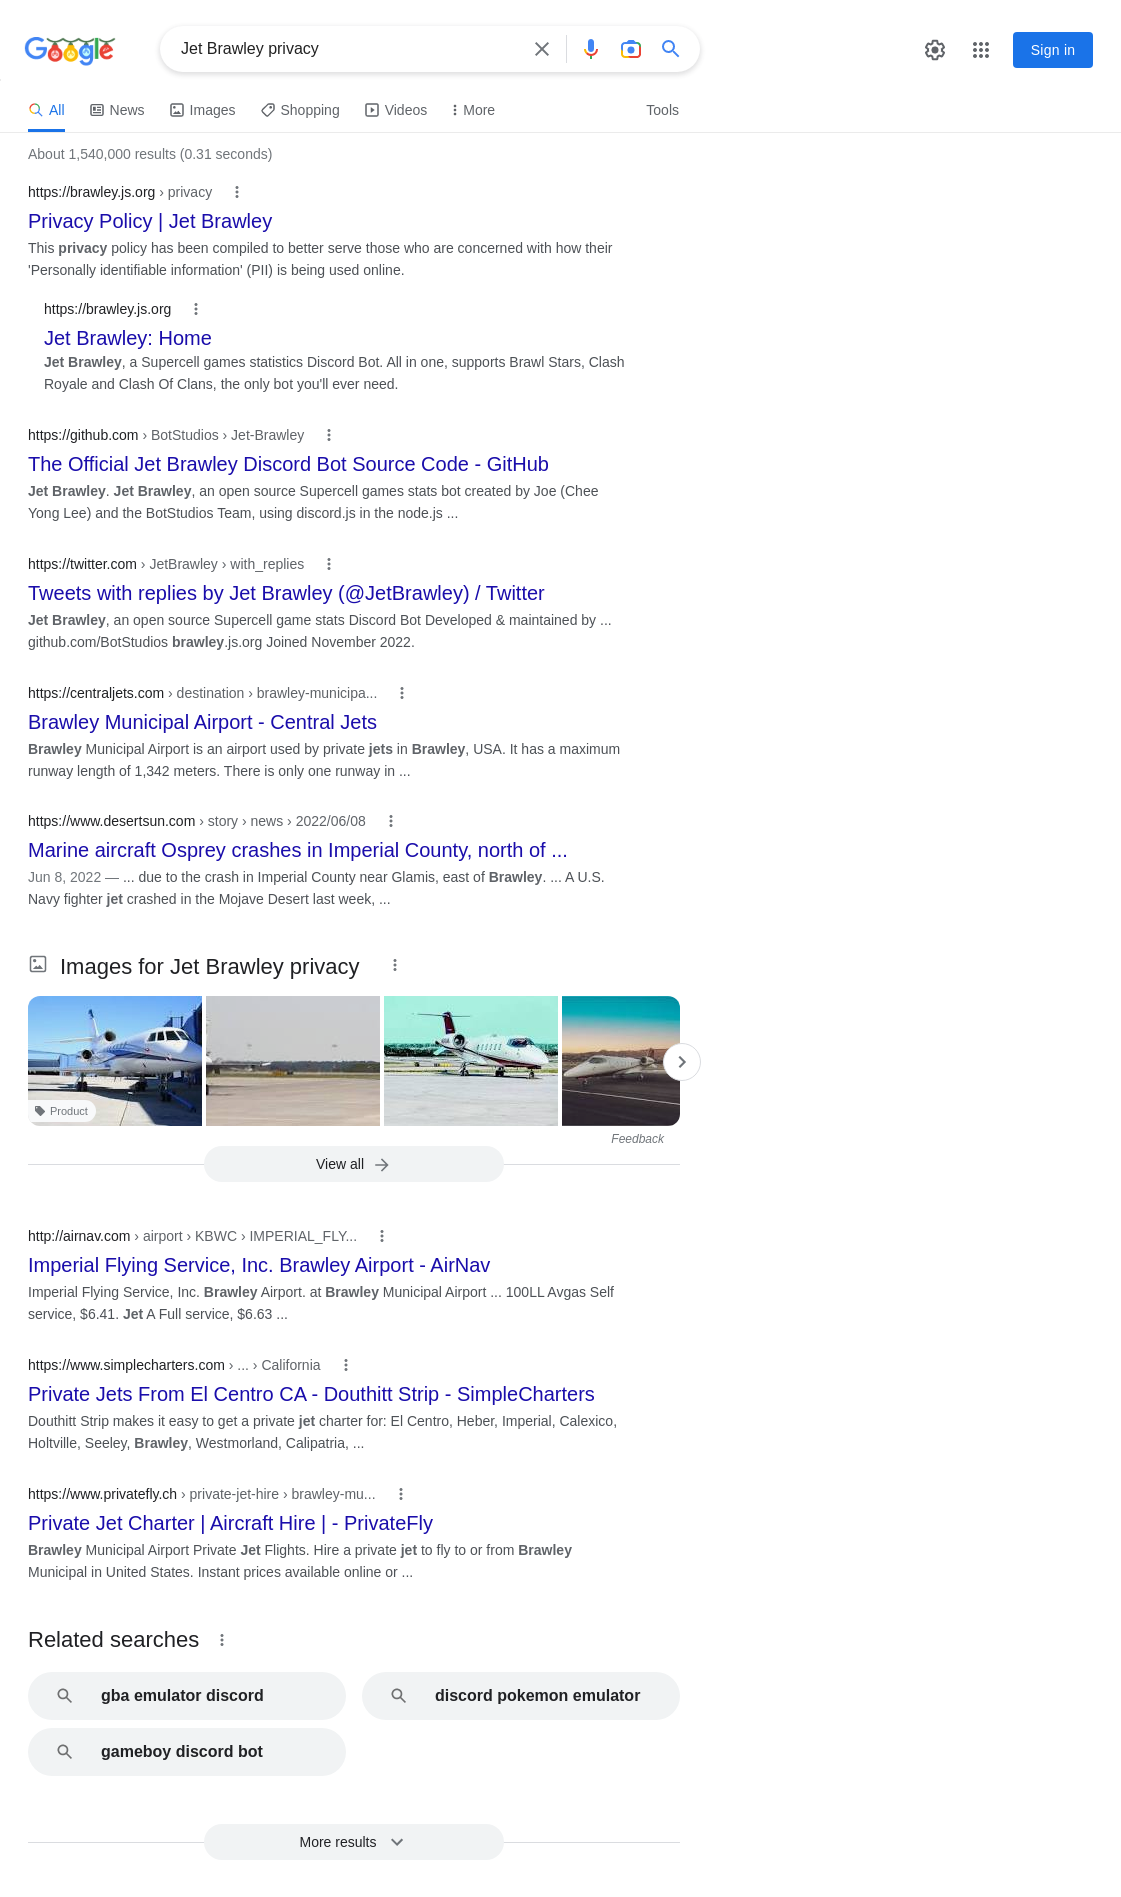 Google
Jet Brawley privacy
Sign in
All News Images Shopping Videos More Tools
About 1,540,000 results (0.31 seconds)
https://brawley.js.org › privacy
Privacy Policy | Jet Brawley
This privacy policy has been compiled to better serve those who are concerned with how their
'Personally identifiable information' (PII) is being used online.
https://brawley.js.org
Jet Brawley: Home
Jet Brawley, a Supercell games statistics Discord Bot. All in one, supports Brawl Stars, Clash
Royale and Clash Of Clans, the only bot you'll ever need.
https://github.com › BotStudios › Jet-Brawley
The Official Jet Brawley Discord Bot Source Code - GitHub
Jet Brawley. Jet Brawley, an open source Supercell games stats bot created by Joe (Chee
Yong Lee) and the BotStudios Team, using discord.js in the node.js ...
https://twitter.com › JetBrawley › with_replies
Tweets with replies by Jet Brawley (@JetBrawley) / Twitter
Jet Brawley, an open source Supercell game stats Discord Bot Developed & maintained by ...
github.com/BotStudios brawley.js.org Joined November 2022.
https://centraljets.com › destination › brawley-municipa...
Brawley Municipal Airport - Central Jets
Brawley Municipal Airport is an airport used by private jets in Brawley, USA. It has a maximum
runway length of 1,342 meters. There is only one runway in ...
https://www.desertsun.com › story › news › 2022/06/08
Marine aircraft Osprey crashes in Imperial County, north of ...
Jun 8, 2022 — ... due to the crash in Imperial County near Glamis, east of Brawley. ... A U.S.
Navy fighter jet crashed in the Mojave Desert last week, ...
Images for Jet Brawley privacy
Product
Feedback
View all
http://airnav.com › airport › KBWC › IMPERIAL_FLY...
Imperial Flying Service, Inc. Brawley Airport - AirNav
Imperial Flying Service, Inc. Brawley Airport. at Brawley Municipal Airport ... 100LL Avgas Self
service, $6.41. Jet A Full service, $6.63 ...
https://www.simplecharters.com › ... › California
Private Jets From El Centro CA - Douthitt Strip - SimpleCharters
Douthitt Strip makes it easy to get a private jet charter for: El Centro, Heber, Imperial, Calexico,
Holtville, Seeley, Brawley, Westmorland, Calipatria, ...
https://www.privatefly.ch › private-jet-hire › brawley-mu...
Private Jet Charter | Aircraft Hire | - PrivateFly
Brawley Municipal Airport Private Jet Flights. Hire a private jet to fly to or from Brawley
Municipal in United States. Instant prices available online or ...
Related searches
gba emulator discord
discord pokemon emulator
gameboy discord bot
More results